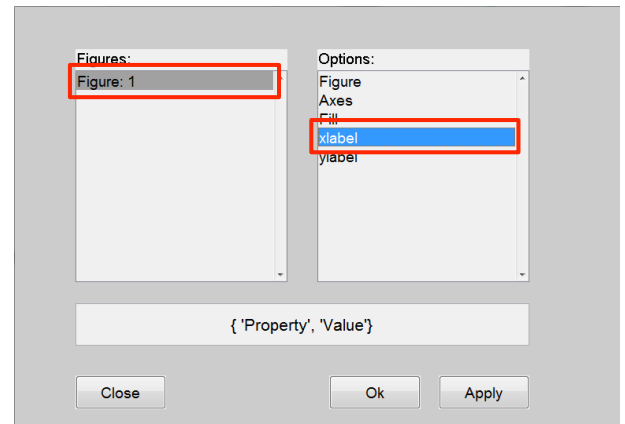 Figures:
Figure: 1
Options:
Figure
Axes
Fill
xlabel
ylabel
{ 'Property', 'Value'}
Close
Ok
Apply